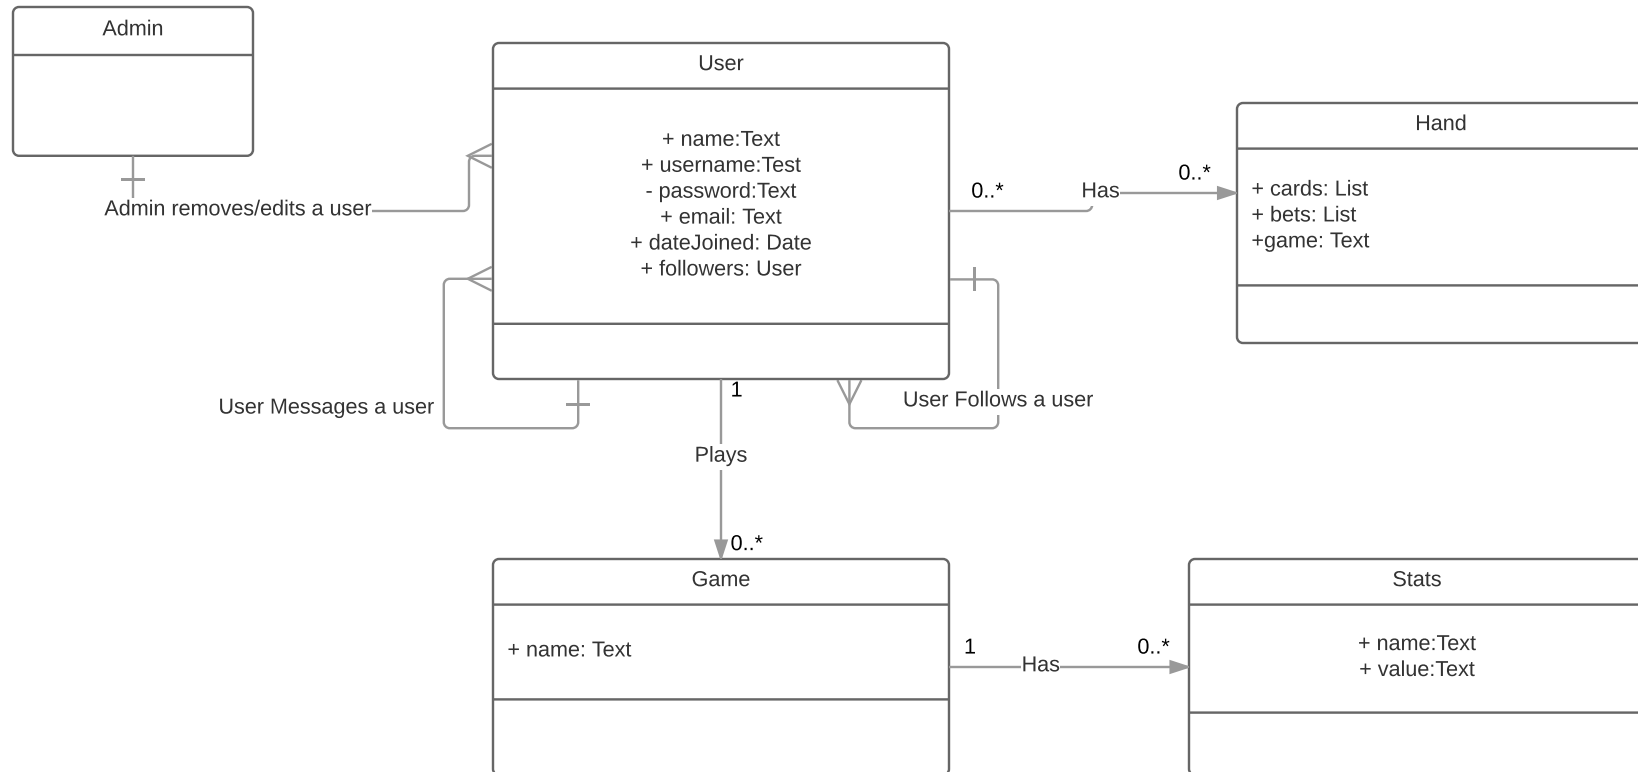 Admin
Admin removes/edits a user
User
+ name:Text
+ username:Test
- password:Text
+ email: Text
+ dateJoined: Date
+ followers: User
0..*
Has
0..*
Hand
+ cards: List
+ bets: List
+game: Text
User Messages a user
User Follows a user
1
Plays
0..*
Game
+ name: Text
1
Has
0..*
Stats
+ name:Text
+ value:Text